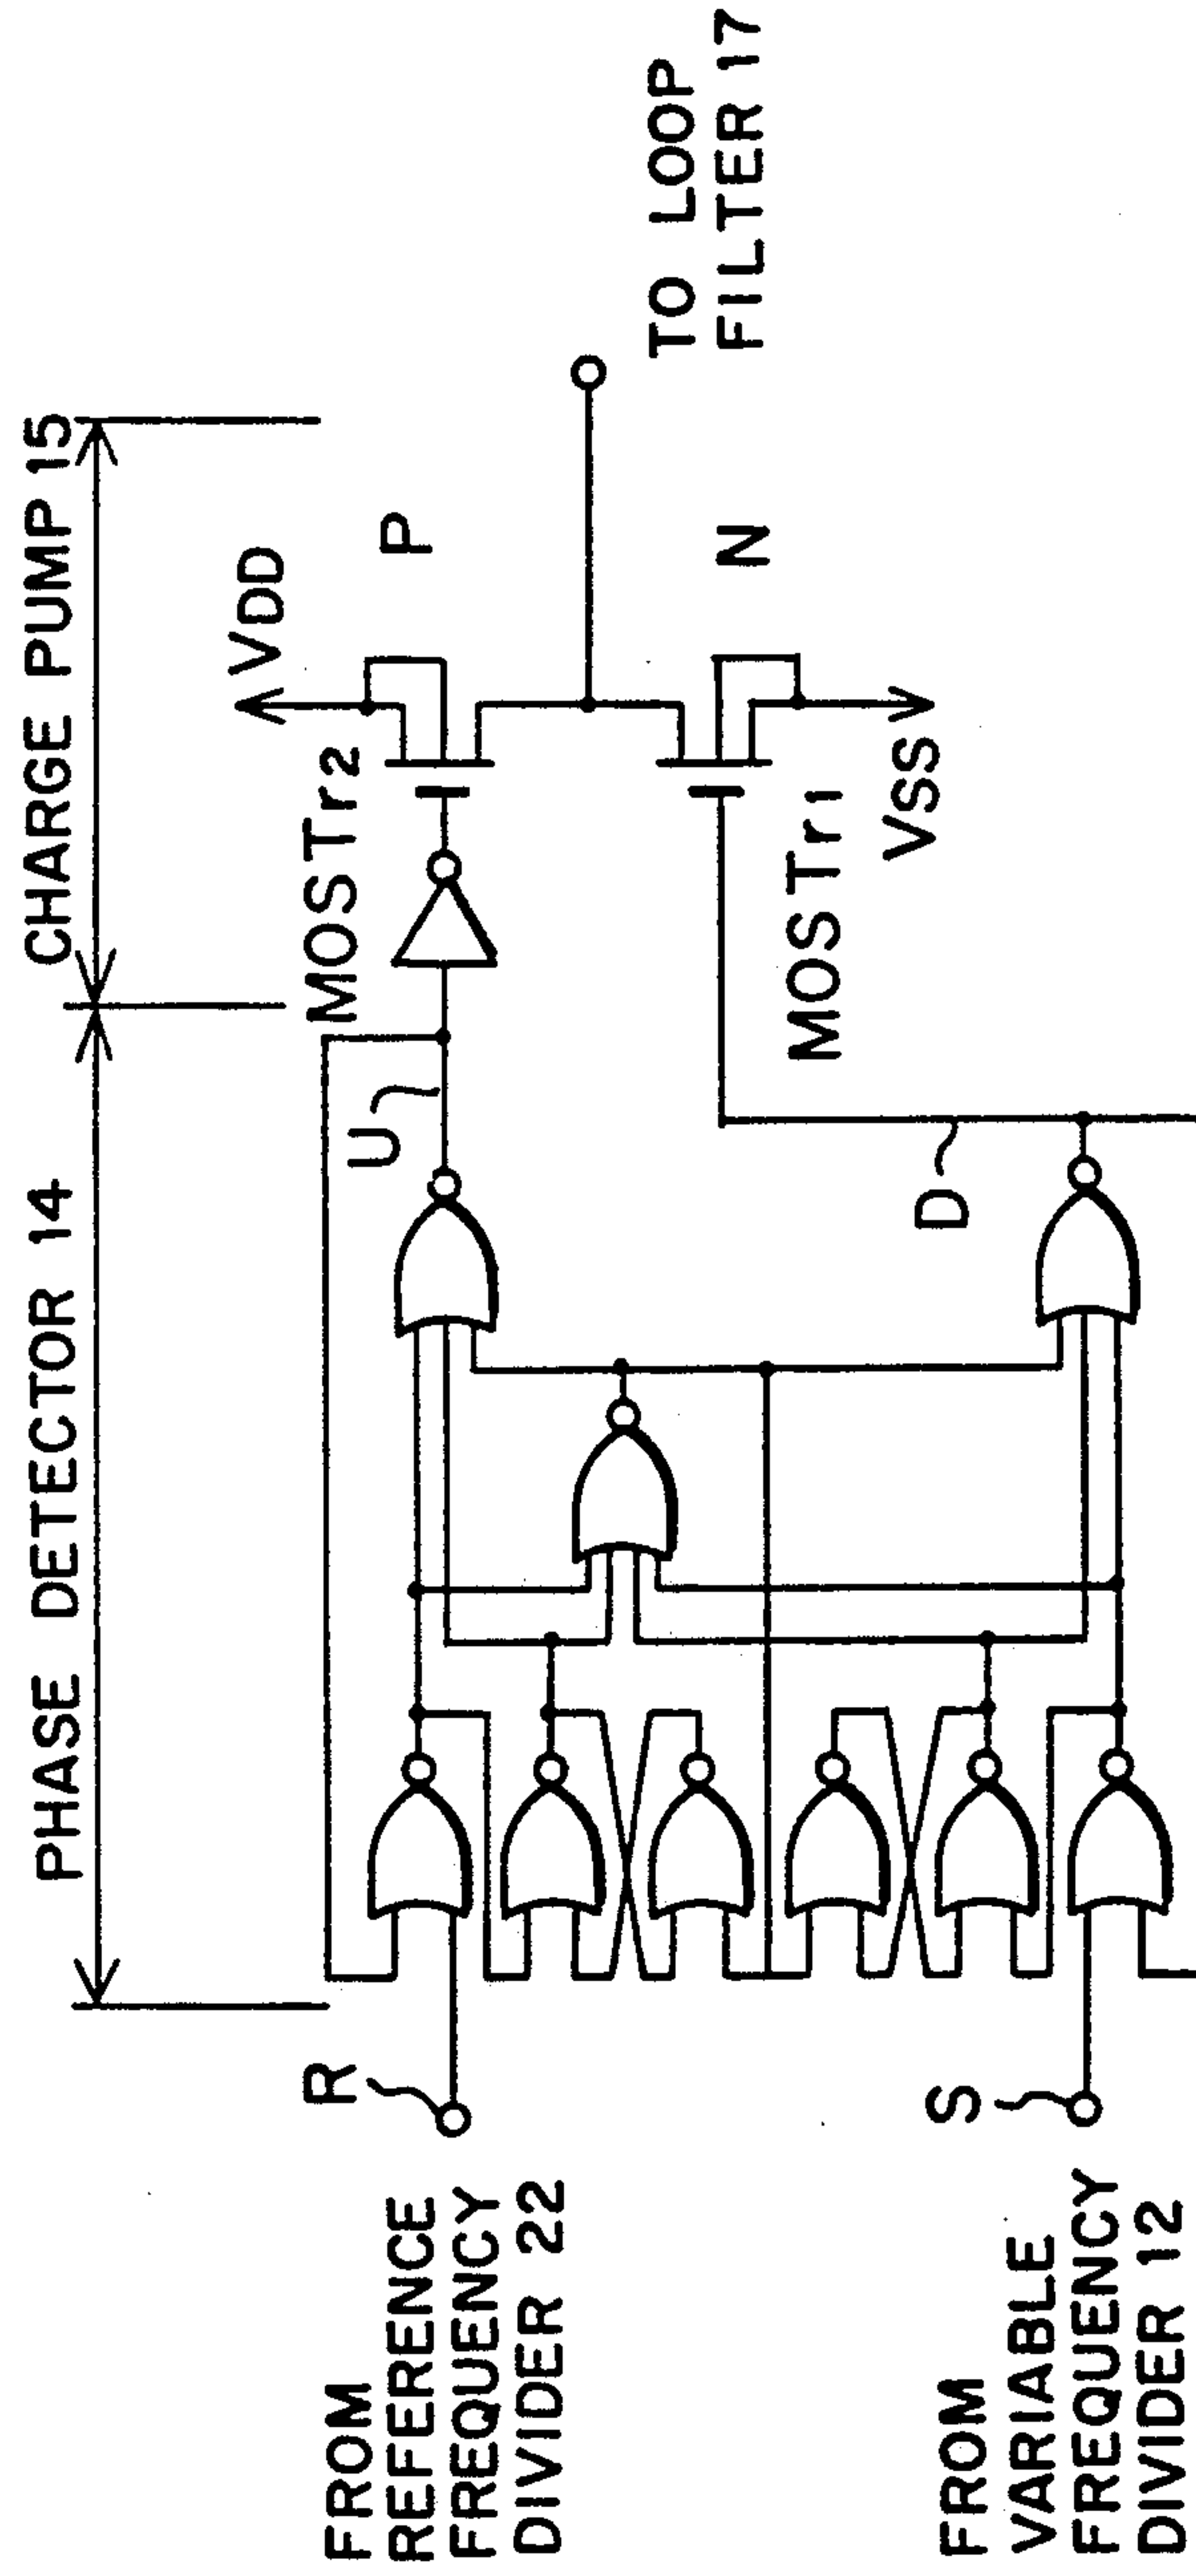 PHASE DETECTOR 14
CHARGE PUMP 15
VDD
MOSTr2
P
U
R
FROM
REFERENCE
FREQUENCY
DIVIDER 22
TO LOOP
FILTER 17
N
MOSTr1
VSS
D
S
FROM
VARIABLE
FREQUENCY
DIVIDER 12